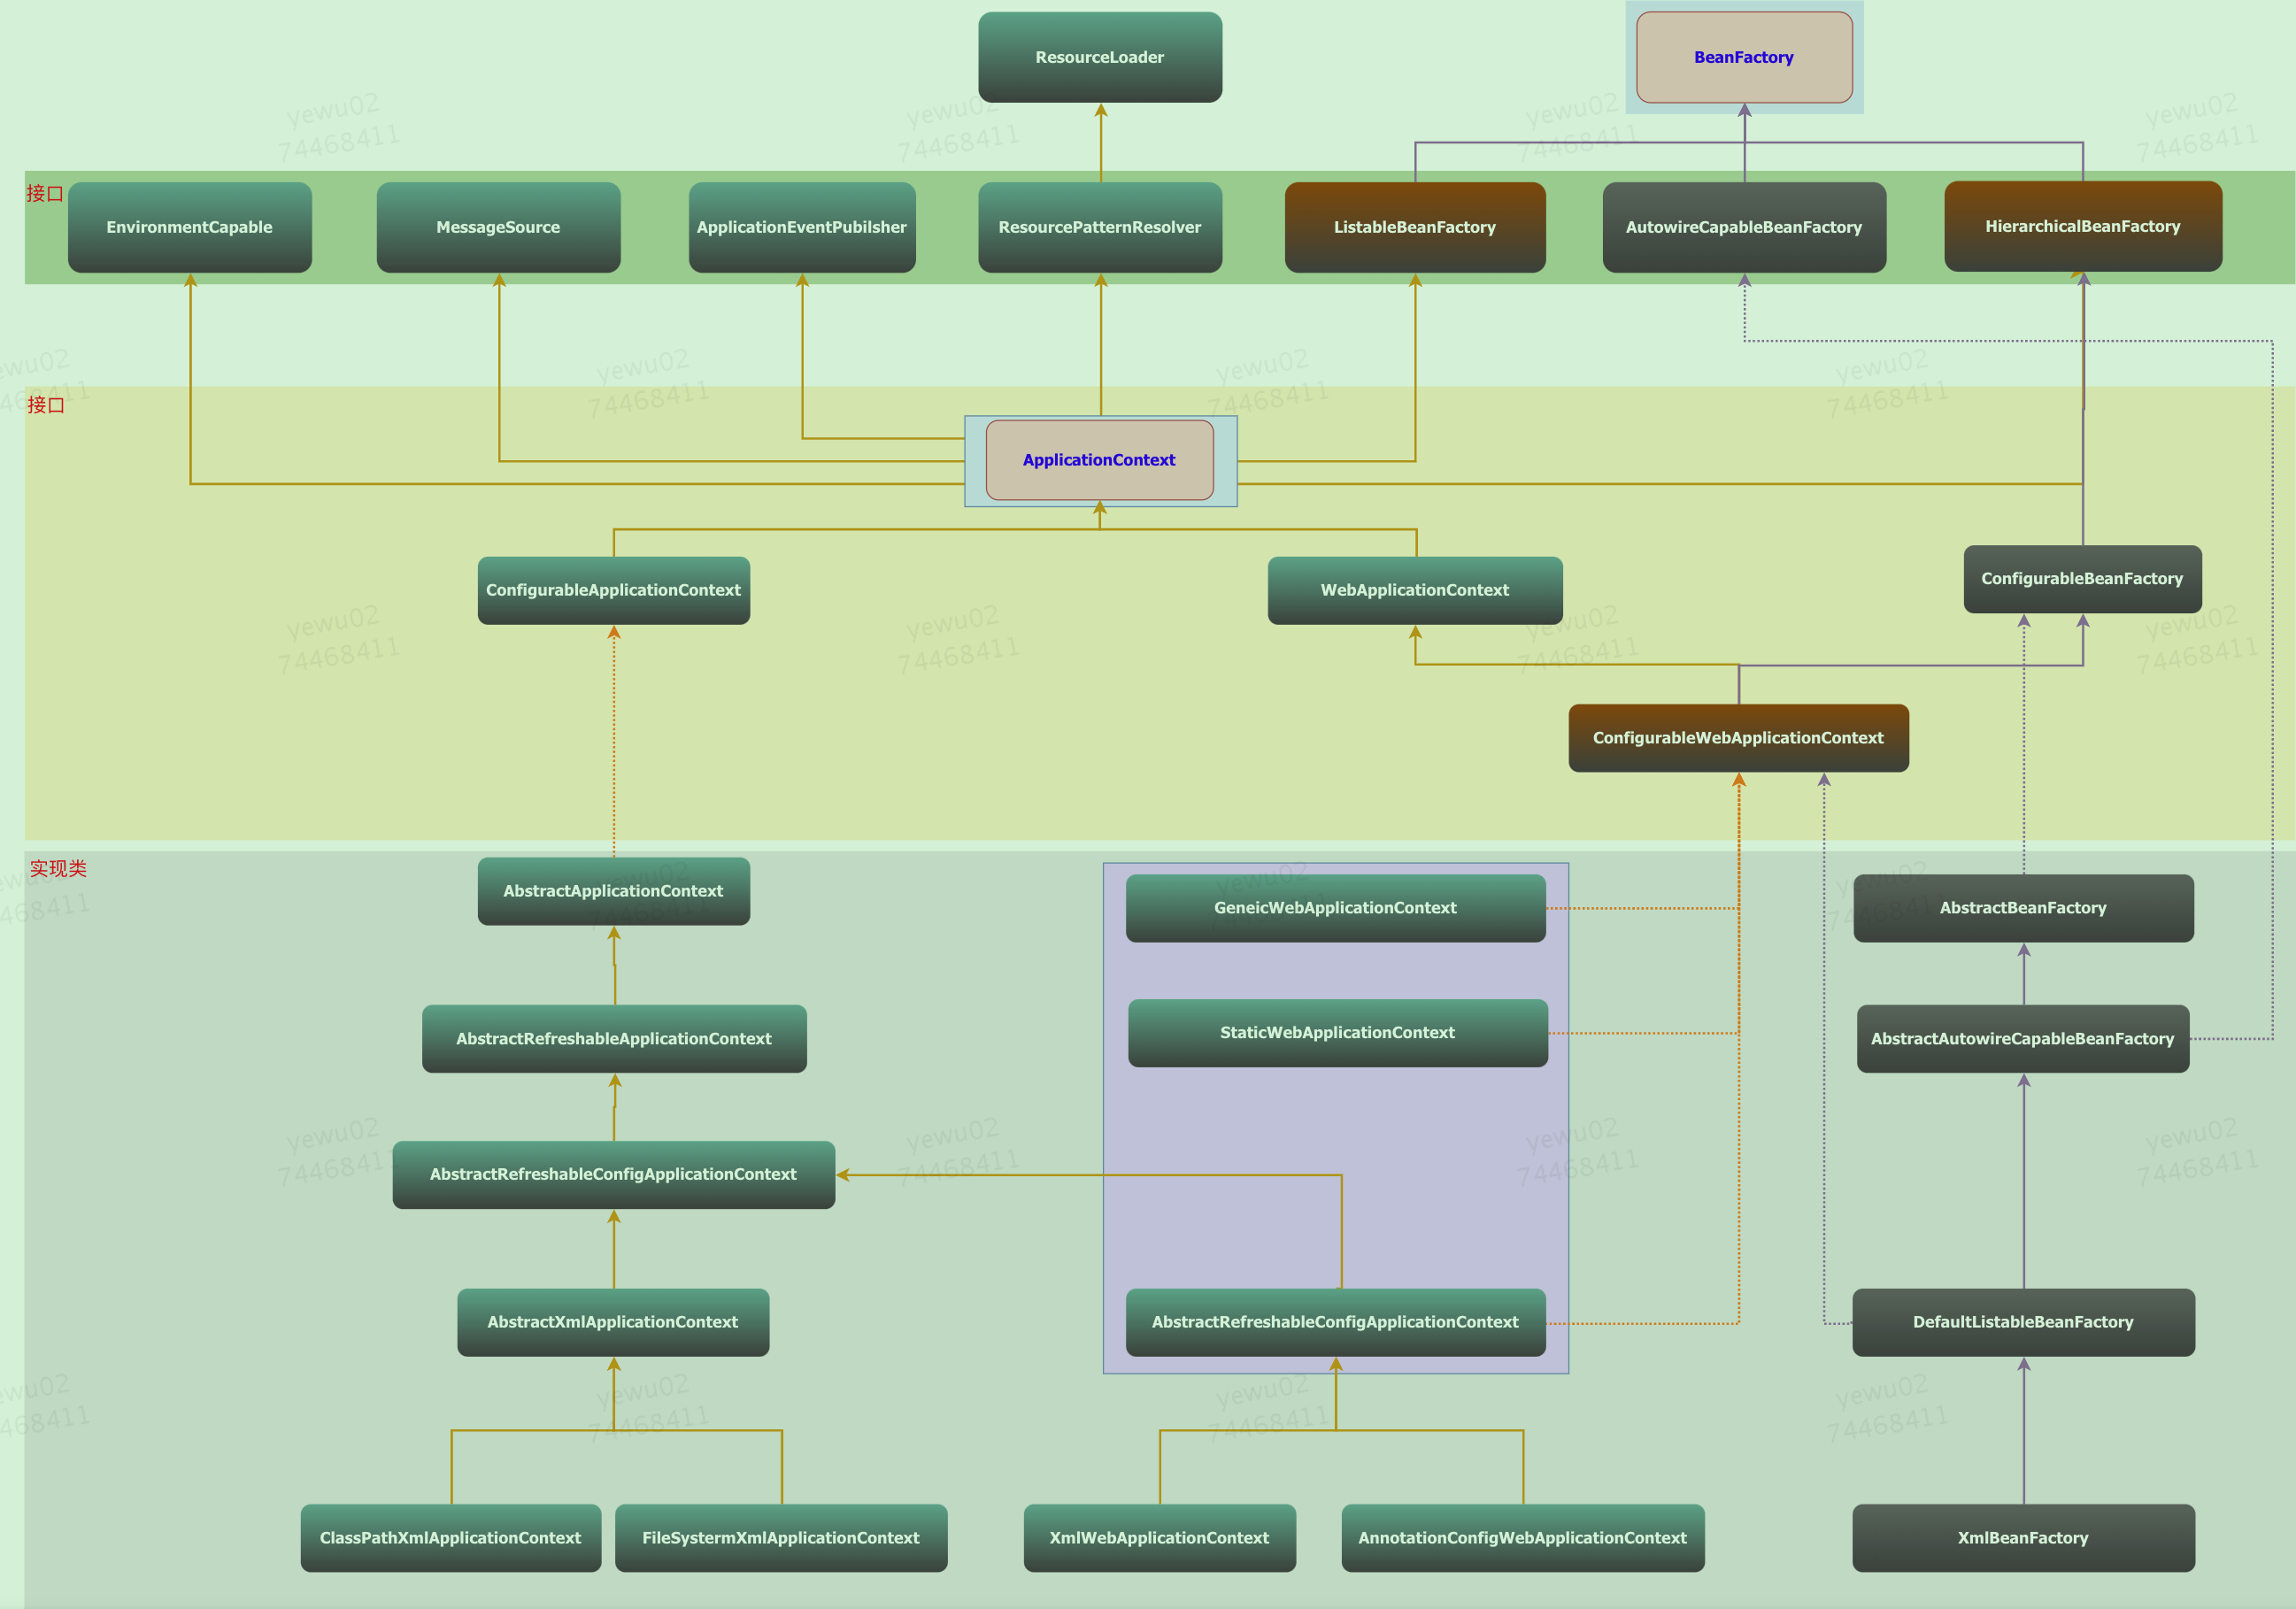 ResourceLoader
BeanFactory
接口
EnvironmentCapable
MessageSource
ApplicationEventPubilsher
ResourcePatternResolver
ListableBeanFactory
AutowireCapableBeanFactory
HierarchicalBeanFactory
接口
ApplicationContext
ConfigurableApplicationContext
WebApplicationContext
ConfigurableBeanFactory
ConfigurableWebApplicationContext
实现类
AbstractApplicationContext
GeneicWebApplicationContext
AbstractBeanFactory
StaticWebApplicationContext
AbstractRefreshableApplicationContext
AbstractAutowireCapableBeanFactory
AbstractRefreshableConfigApplicationContext
AbstractXmlApplicationContext
AbstractRefreshableConfigApplicationContext
DefaultListableBeanFactory
ClassPathXmlApplicationContext
FileSystermXmlApplicationContext
XmlWebApplicationContext
AnnotationConfigWebApplicationContext
XmlBeanFactory
yewu02
74468411